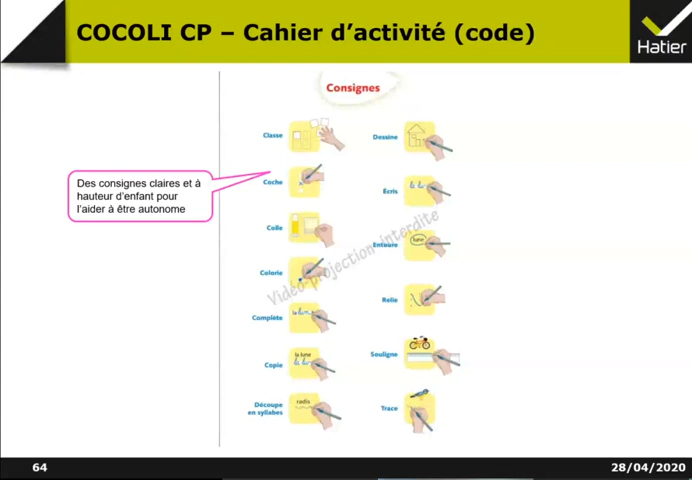 COCOLI CP – Cahier d'activité (code)
Hatier
Consignes
Classe
Coche
Colle
Colorie
Complète
la lune
Copie
la lune
Découpe
en syllabes
radis
Dessine
Écris
Entoure
lune
Relie
Souligne
Trace
Des consignes claires et à
hauteur d'enfant pour
l'aider à être autonome
Vidéo-projection interdite
64
28/04/2020